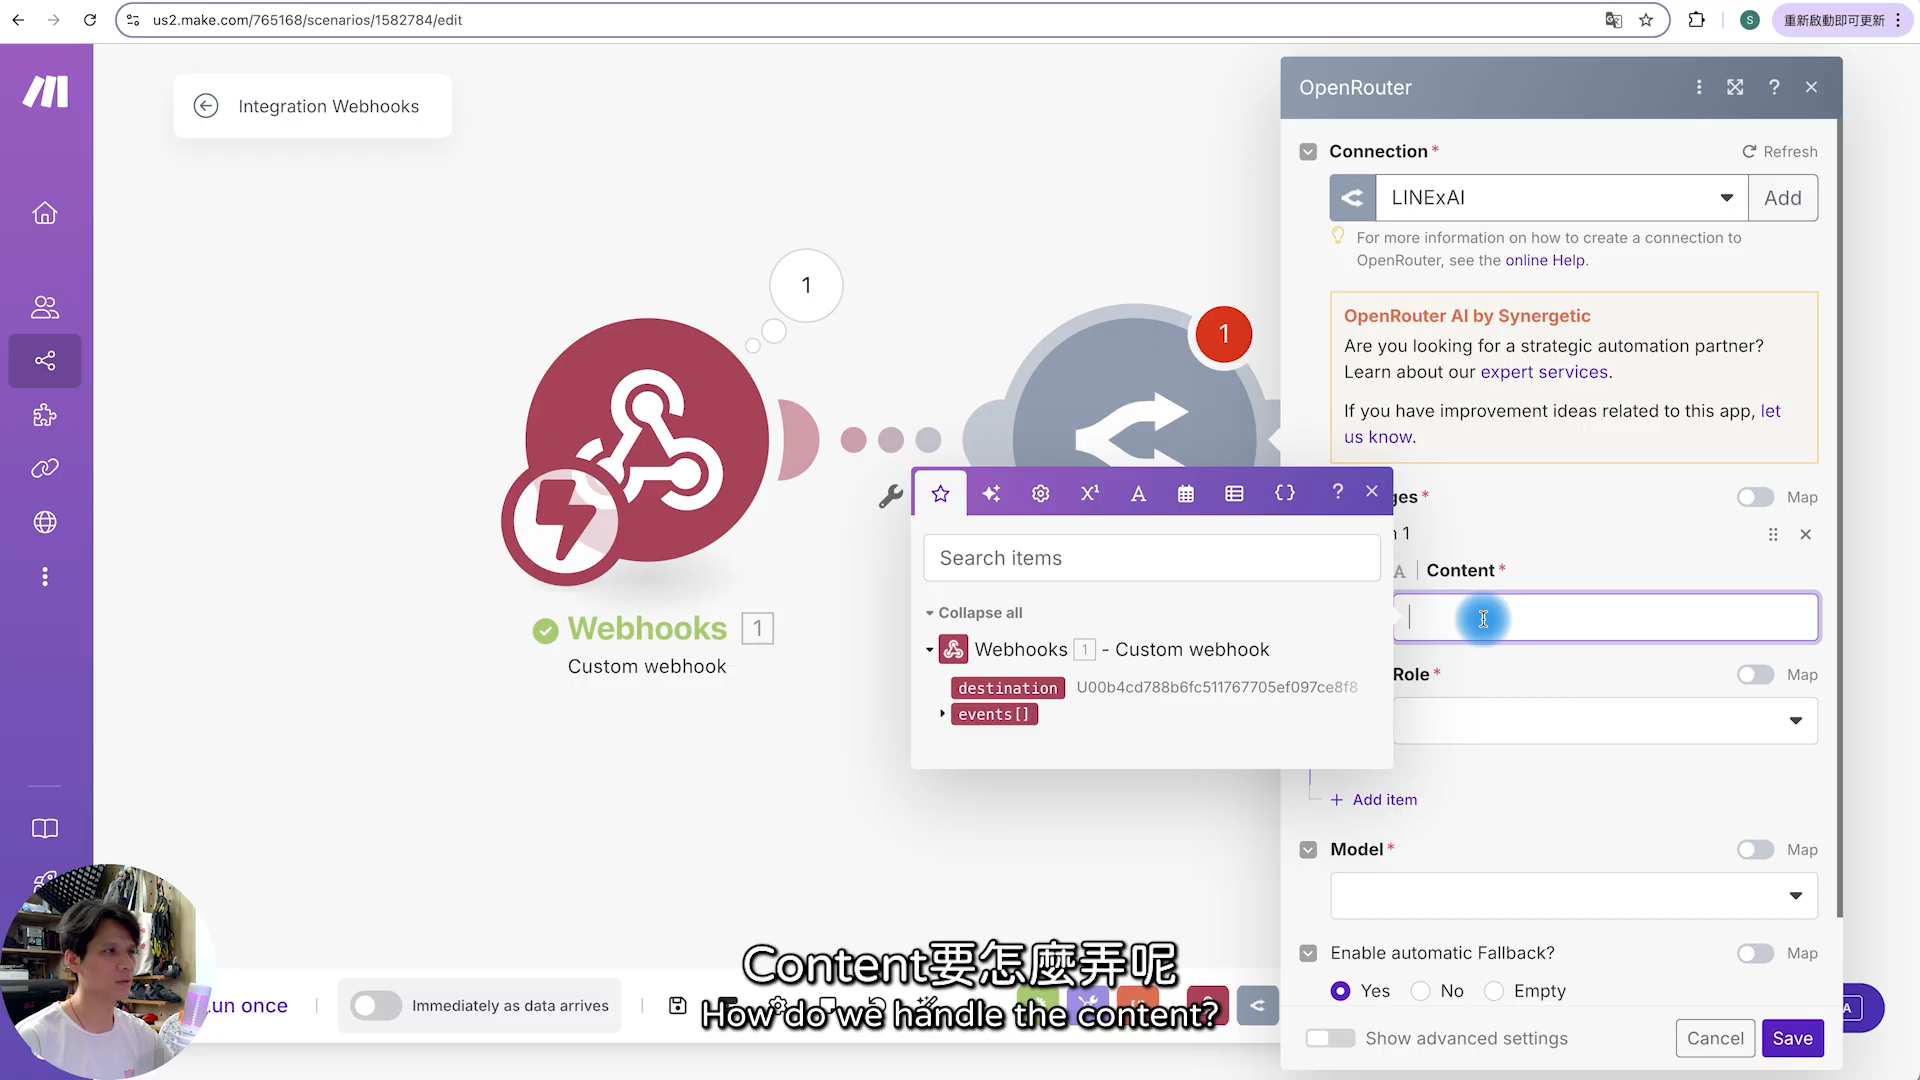 us2.make.com/765168/scenarios/1582784/edit
S
重新啟動即可更新
Integration Webhooks
1
1
Webhooks 1
Custom webhook
OpenRouter
?
Connection *
Refresh
LINExAI
Add
For more information on how to create a connection to
OpenRouter, see the online Help.
OpenRouter AI by Synergetic
Are you looking for a strategic automation partner?
Learn about our expert services.
If you have improvement ideas related to this app, let
us know.
ges *
Map
1
A
Content *
Role *
Map
Add item
Model *
Map
Enable automatic Fallback?
Map
Yes
No
Empty
Show advanced settings
Cancel
Save
X¹
A
?
Search items
Collapse all
Webhooks 1 - Custom webhook
destination U00b4cd788b6fc511767705ef097ce8f8
events[]
un once
Immediately as data arrives
A
Content要怎麼弄呢
How do we handle the content?